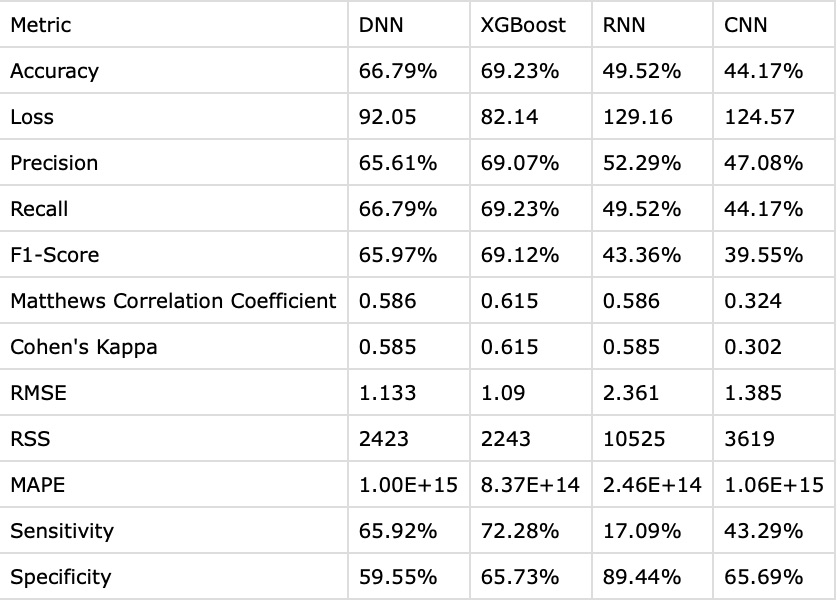 Metric DNN XGBoost RNN CNN
Accuracy 66.79% 69.23% 49.52% 44.17%
Loss 92.05 82.14 129.16 124.57
Precision 65.61% 69.07% 52.29% 47.08%
Recall 66.79% 69.23% 49.52% 44.17%
F1-Score 65.97% 69.12% 43.36% 39.55%
Matthews Correlation Coefficient 0.586 0.615 0.586 0.324
Cohen's Kappa 0.585 0.615 0.585 0.302
RMSE 1.133 1.09 2.361 1.385
RSS 2423 2243 10525 3619
MAPE 1.00E+15 8.37E+14 2.46E+14 1.06E+15
Sensitivity 65.92% 72.28% 17.09% 43.29%
Specificity 59.55% 65.73% 89.44% 65.69%